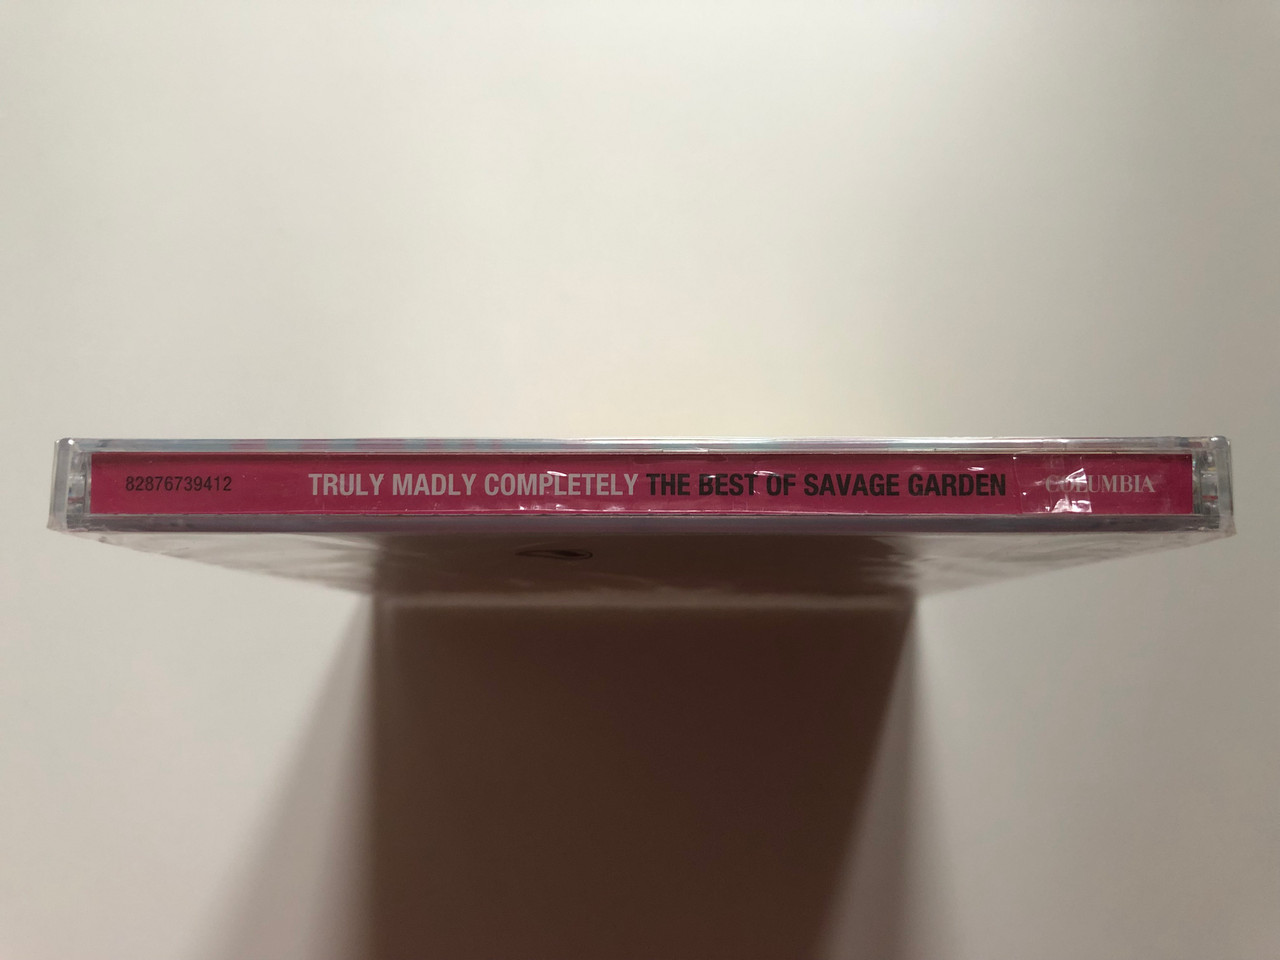 82876739412 TRULY MADLY COMPLETELY THE BEST OF SAVAGE GARDEN COLUMBIA